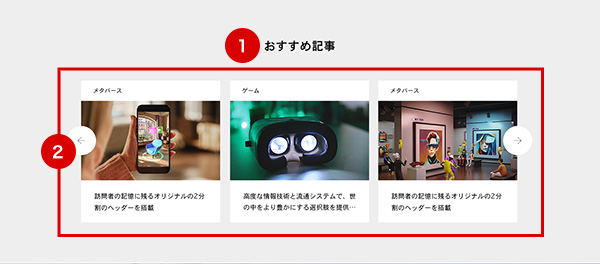 1 おすすめ記事
2
メタバース
訪問者の記憶に残るオリジナルの2分
割のヘッダーを搭載
ゲーム
高度な情報技術と流通システムで、世
の中をより豊かにする選択肢を提供…
メタバース
訪問者の記憶に残るオリジナルの2分
割のヘッダーを搭載